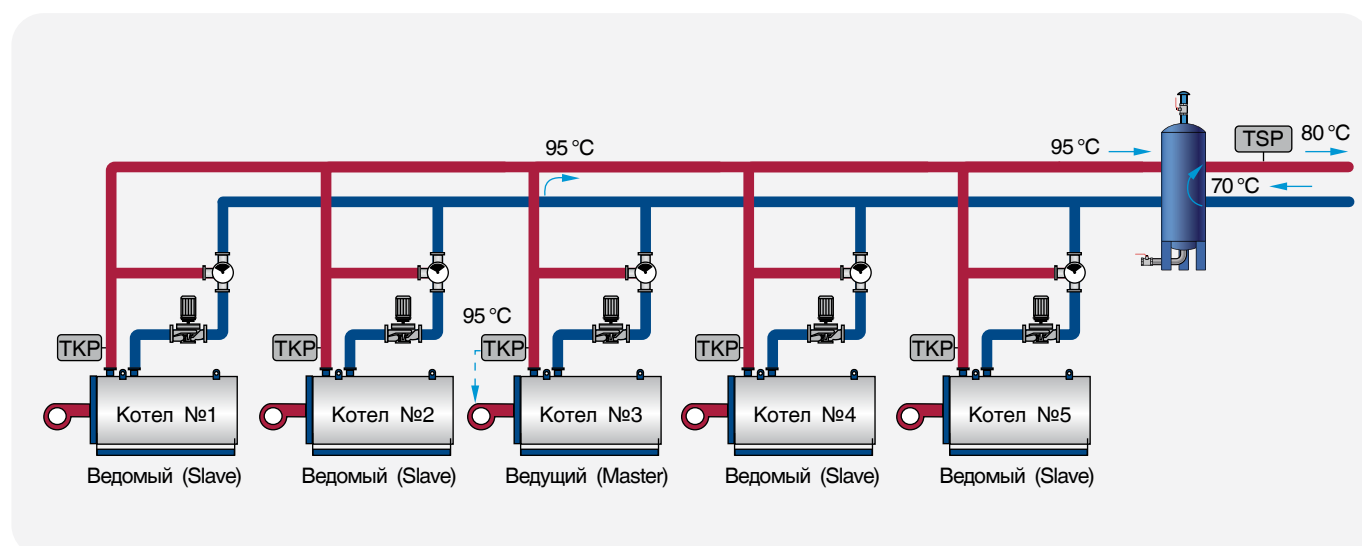 95 °C
95 °C
TSP
80 °C
70 °C
95 °C
TKP
TKP
TKP
TKP
TKP
Котел №1
Котел №2
Котел №3
Котел №4
Котел №5
Ведомый (Slave)
Ведомый (Slave)
Ведущий (Master)
Ведомый (Slave)
Ведомый (Slave)